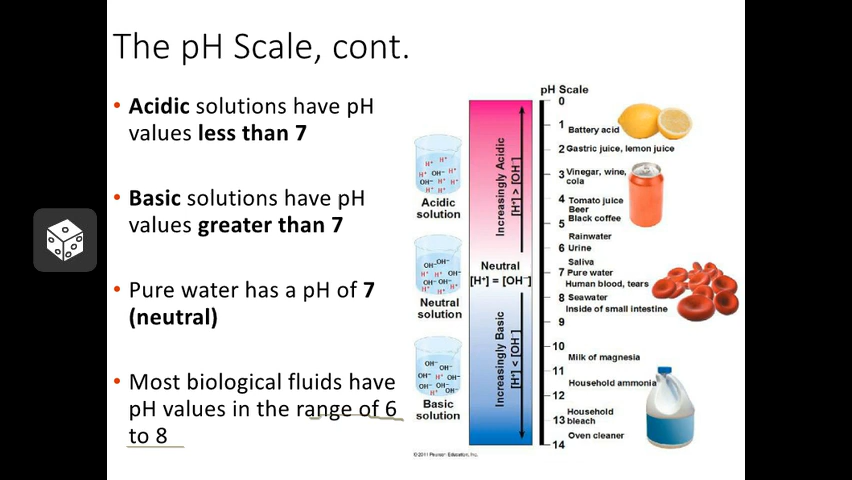 The pH Scale, cont.
• Acidic solutions have pH
values less than 7
• Basic solutions have pH
values greater than 7
• Pure water has a pH of 7
(neutral)
• Most biological fluids have
pH values in the range of 6
to 8
Acidic
solution
Neutral
solution
Basic
solution
H⁺
H⁺
H⁺ OH⁻ H⁺
OH⁻ H⁺ H⁺
H⁺ H⁺
OH⁻ OH⁻
H⁺ H⁺ OH⁻
OH⁻ OH⁻
H⁺ H⁺ H⁺
OH⁻
OH⁻ OH⁻
OH⁻ H⁺ OH⁻
OH⁻ OH⁻
H⁺ OH⁻
Increasingly Acidic
[H⁺] > [OH⁻]
Neutral
[H⁺] = [OH⁻]
Increasingly Basic
[H⁺] < [OH⁻]
pH Scale
0
1
Battery acid
2 Gastric juice, lemon juice
3 Vinegar, wine,
cola
4 Tomato juice
Beer
Black coffee
5
Rainwater
6 Urine
Saliva
7 Pure water
Human blood, tears
8 Seawater
Inside of small intestine
9
10
Milk of magnesia
11
Household ammonia
12
Household
13 bleach
Oven cleaner
14
©2011 Pearson Education, Inc.